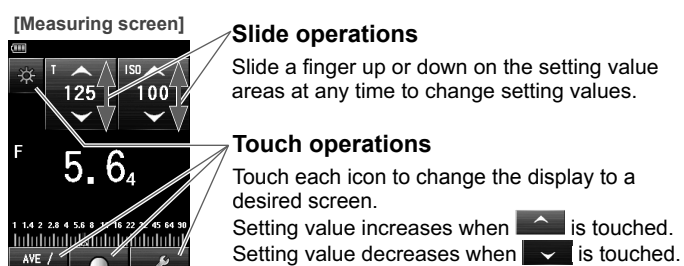 [Measuring screen]
Slide operations
Slide a finger up or down on the setting value
areas at any time to change setting values.
T
ISO
125
100
F
5.6₄
Touch operations
Touch each icon to change the display to a
desired screen.
Setting value increases when is touched.
Setting value decreases when is touched.
1 1.4 2 2.8 4 5.6 8 16 22 45 64 90
AVE /